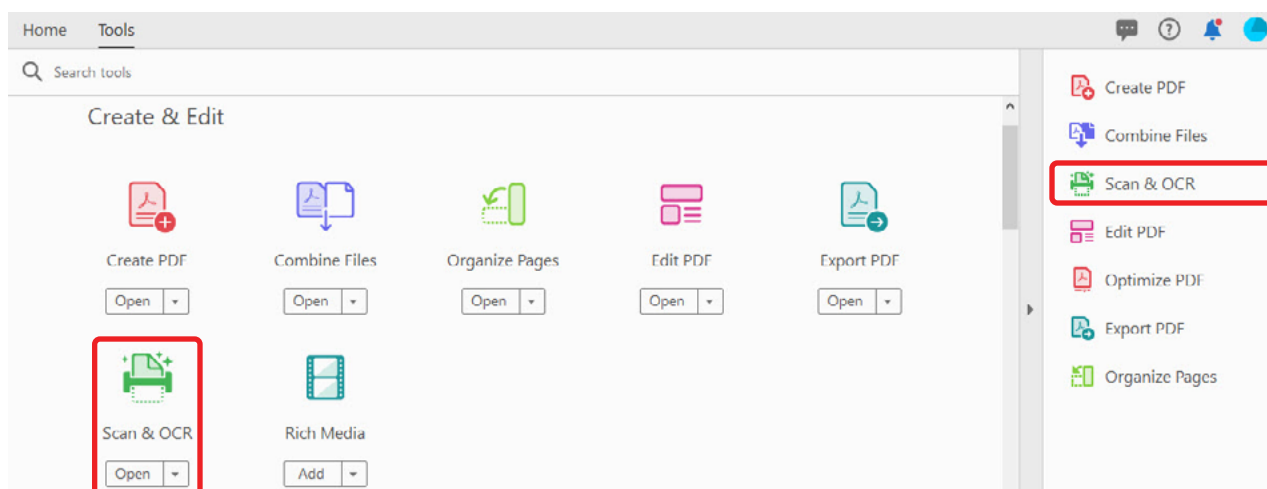 Home Tools
Search tools
Create & Edit
Create PDF Combine Files Organize Pages Edit PDF Export PDF
Open Open Open Open Open
Scan & OCR Rich Media
Open Add
Create PDF
Combine Files
Scan & OCR
Edit PDF
Optimize PDF
Export PDF
Organize Pages